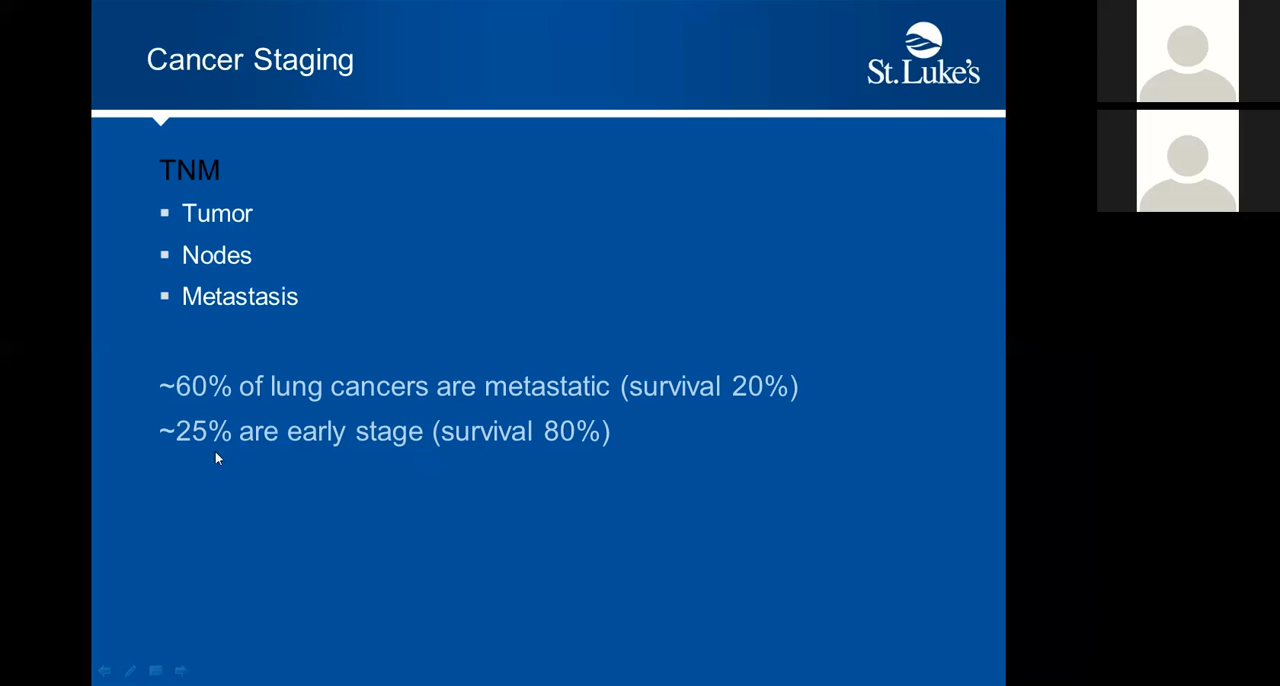 Cancer Staging
St. Luke's
TNM
Tumor
Nodes
Metastasis
~60% of lung cancers are metastatic (survival 20%)
~25% are early stage (survival 80%)